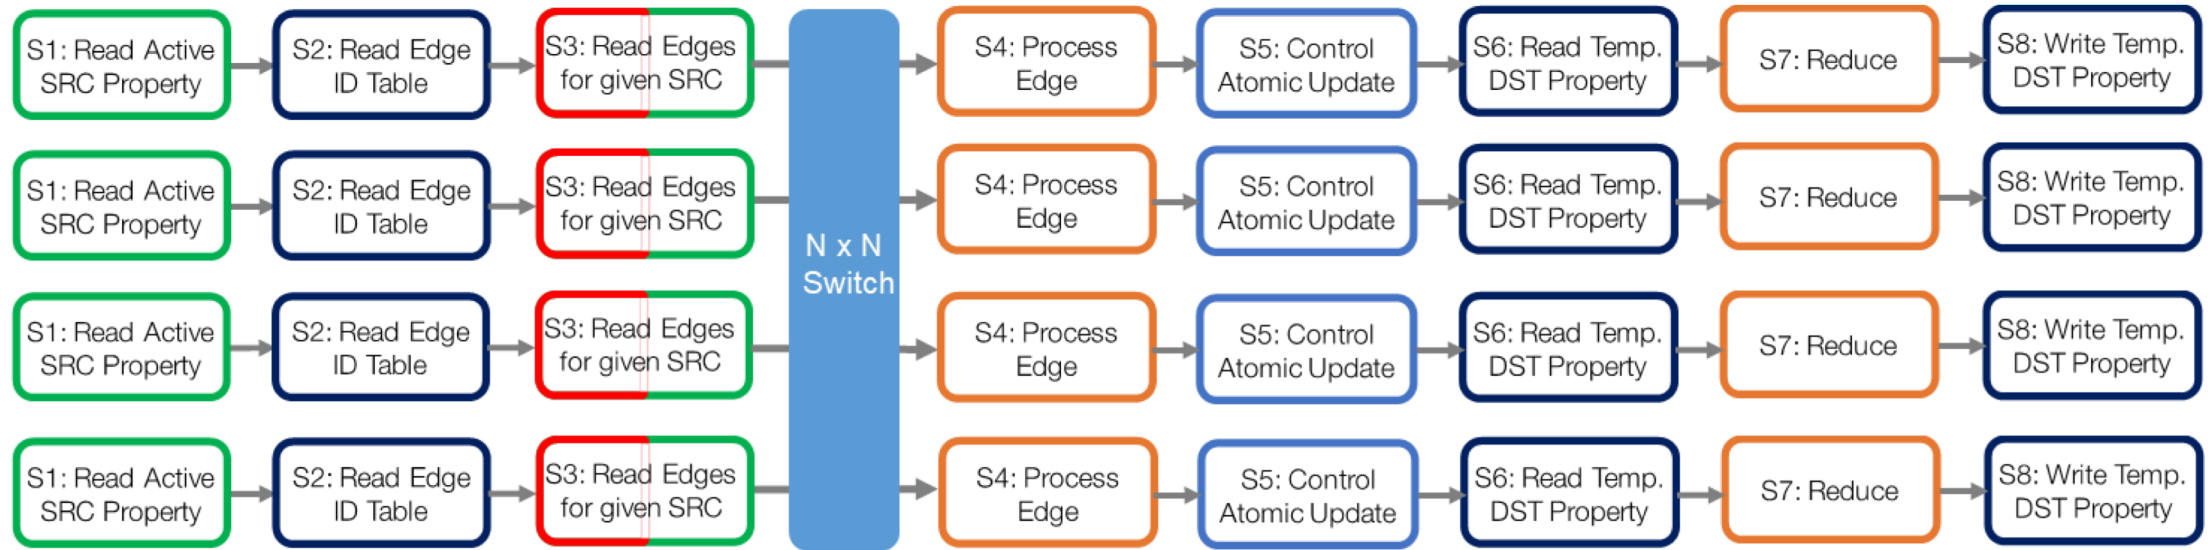 S1: Read Active
SRC Property
S2: Read Edge
ID Table
S3: Read Edges
for given SRC
S4: Process
Edge
S5: Control
Atomic Update
S6: Read Temp.
DST Property
S7: Reduce
S8: Write Temp.
DST Property
S1: Read Active
SRC Property
S2: Read Edge
ID Table
S3: Read Edges
for given SRC
S4: Process
Edge
S5: Control
Atomic Update
S6: Read Temp.
DST Property
S7: Reduce
S8: Write Temp.
DST Property
N x N
Switch
S1: Read Active
SRC Property
S2: Read Edge
ID Table
S3: Read Edges
for given SRC
S4: Process
Edge
S5: Control
Atomic Update
S6: Read Temp.
DST Property
S7: Reduce
S8: Write Temp.
DST Property
S1: Read Active
SRC Property
S2: Read Edge
ID Table
S3: Read Edges
for given SRC
S4: Process
Edge
S5: Control
Atomic Update
S6: Read Temp.
DST Property
S7: Reduce
S8: Write Temp.
DST Property